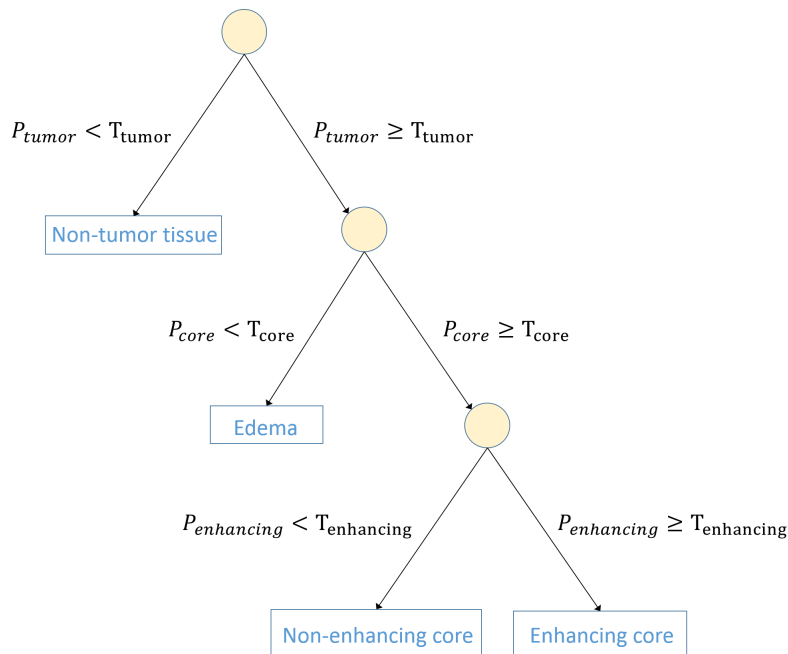 P_tumor < T_tumor
P_tumor ≥ T_tumor
Non-tumor tissue
P_core < T_core
P_core ≥ T_core
Edema
P_enhancing < T_enhancing
P_enhancing ≥ T_enhancing
Non-enhancing core
Enhancing core